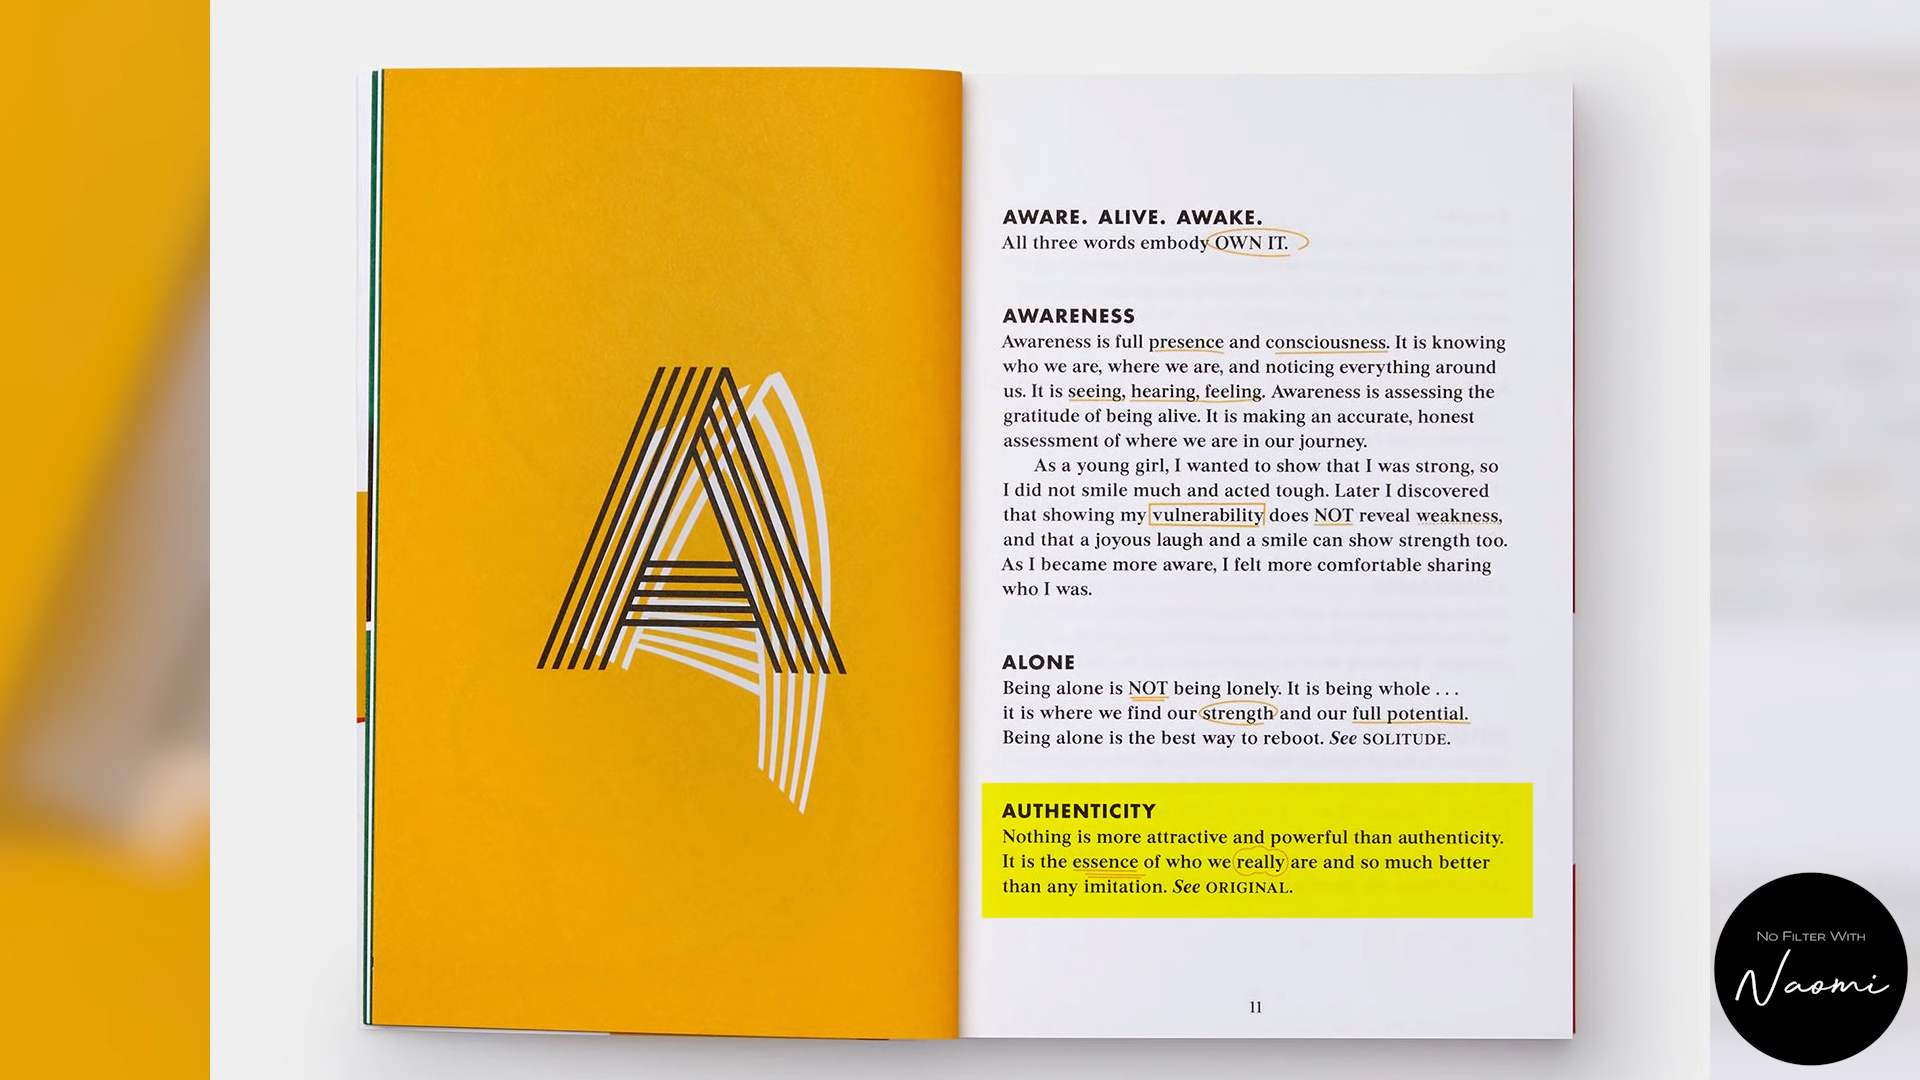 A
AWARE. ALIVE. AWAKE.
All three words embody OWN IT.
AWARENESS
Awareness is full presence and consciousness. It is knowing
who we are, where we are, and noticing everything around
us. It is seeing, hearing, feeling. Awareness is assessing the
gratitude of being alive. It is making an accurate, honest
assessment of where we are in our journey.
As a young girl, I wanted to show that I was strong, so
I did not smile much and acted tough. Later I discovered
that showing my vulnerability does NOT reveal weakness,
and that a joyous laugh and a smile can show strength too.
As I became more aware, I felt more comfortable sharing
who I was.
ALONE
Being alone is NOT being lonely. It is being whole . . .
it is where we find our strength and our full potential.
Being alone is the best way to reboot. See SOLITUDE.
AUTHENTICITY
Nothing is more attractive and powerful than authenticity.
It is the essence of who we really are and so much better
than any imitation. See ORIGINAL.
11
NO FILTER WITH
Naomi